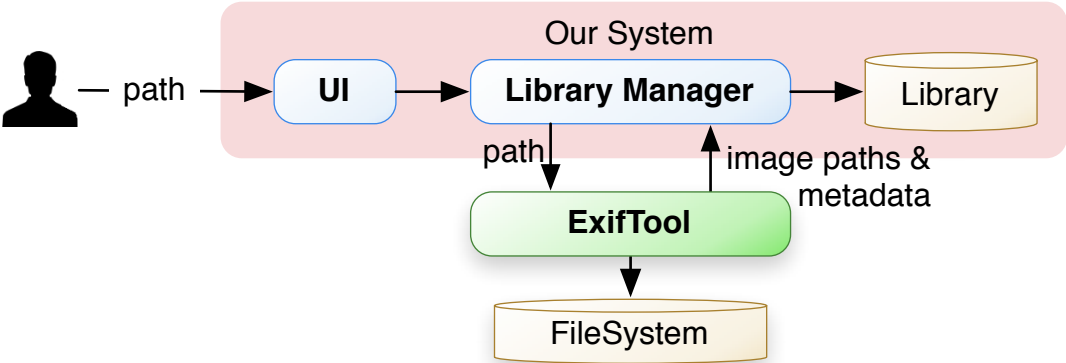 Our System
path
UI
Library Manager
Library
path
image paths &
metadata
ExifTool
FileSystem